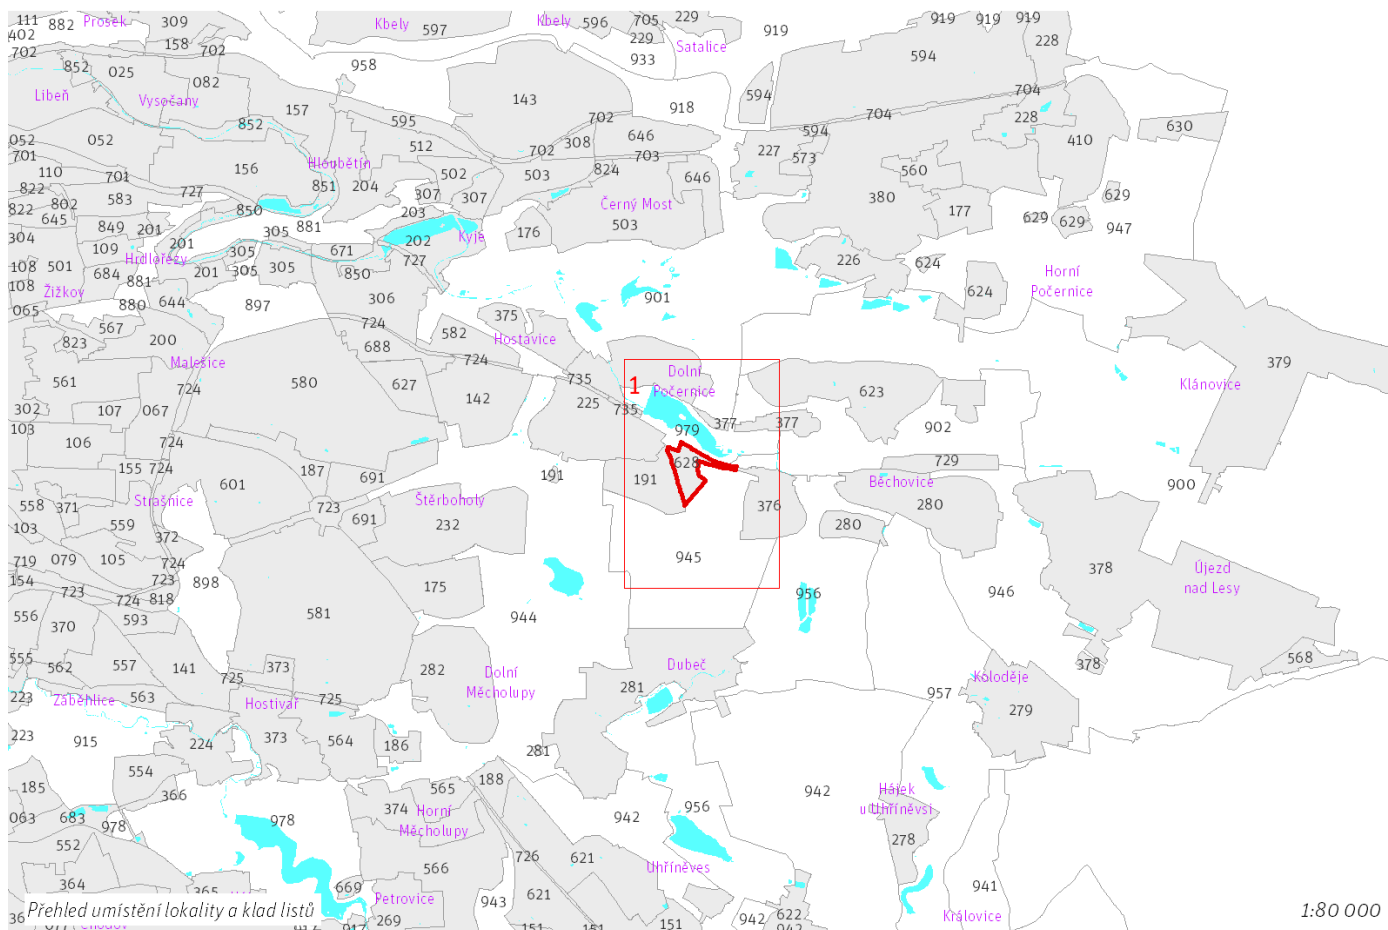 111 882 Prosek 309 Kbely 597 Kbely 596 705 229 919 919 919 919
402 158 702 229 Satalice 228
702 852 025 082 958 933 594
Libeň Vysočany 157 143 918 594 704 704
852 595 702 594 228 630
052 052 512 702 308 646 227 573 410
701 156 Hloubětín 503 703 560
110 701 727 851 204 502 824 646 380 629
822 802 583 307 307 Černý Most 177
822 645 850 203 503 629 629 947
304 849 201 305 881 202 Kyje 176
109 Hrdlořezy 201 305 671 727 226 624
108 501 684 201 305 305 850 Horní
108 Žižkov 881 306 901 624 Počernice
065 880 644 897 375
567 724 582
823 200 688 Hostavice
Malešice 724 Dolní 379
561 580 627 735 1 Počernice 623 Klánovice
724 142 225
302 107 067 735 377 377
103 979 902
106 724
155 724 187 691 191 628 729
601 191 Běchovice 900
Strašnice 723 Štěrboholy 376 280
558 371 691 232 280
103 559 372
719 079 105 724 898 945 378 Újezd
154 723 723 175 956 946 nad Lesy
724 818
556 593 581 944
370
555 562 557 141 373 282 Dolní Dubeč 378 568
725 Měcholupy Koloděje
223 Záběhlice 563 Hostivař 725 281 957
279
223 915 224 373 564 186 281
554 188
185 366 565 942 956 942 Hájek
374 Horní u Uhříněvsi
063 683 978 978 Měcholupy 278
552 726 621
566 Uhříněves
364 365 669 941
Petrovice 943 621
Přehled umístění lokality a klad listů 269 942 622 Královice 1:80 000
Chodov 917 151 151 151 942